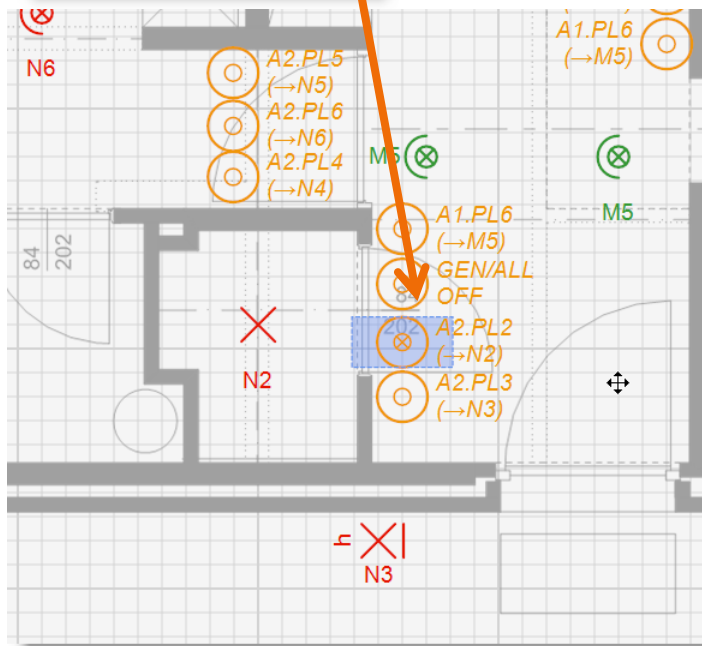 N6
A2.PL5
(→N5)
A2.PL6
(→N6)
A2.PL4
(→N4)
A1.PL6
(→M5)
M5
M5
84
202
A1.PL6
(→M5)
GEN/ALL
OFF
84
202
A2.PL2
(→N2)
A2.PL3
(→N3)
N2
h
N3